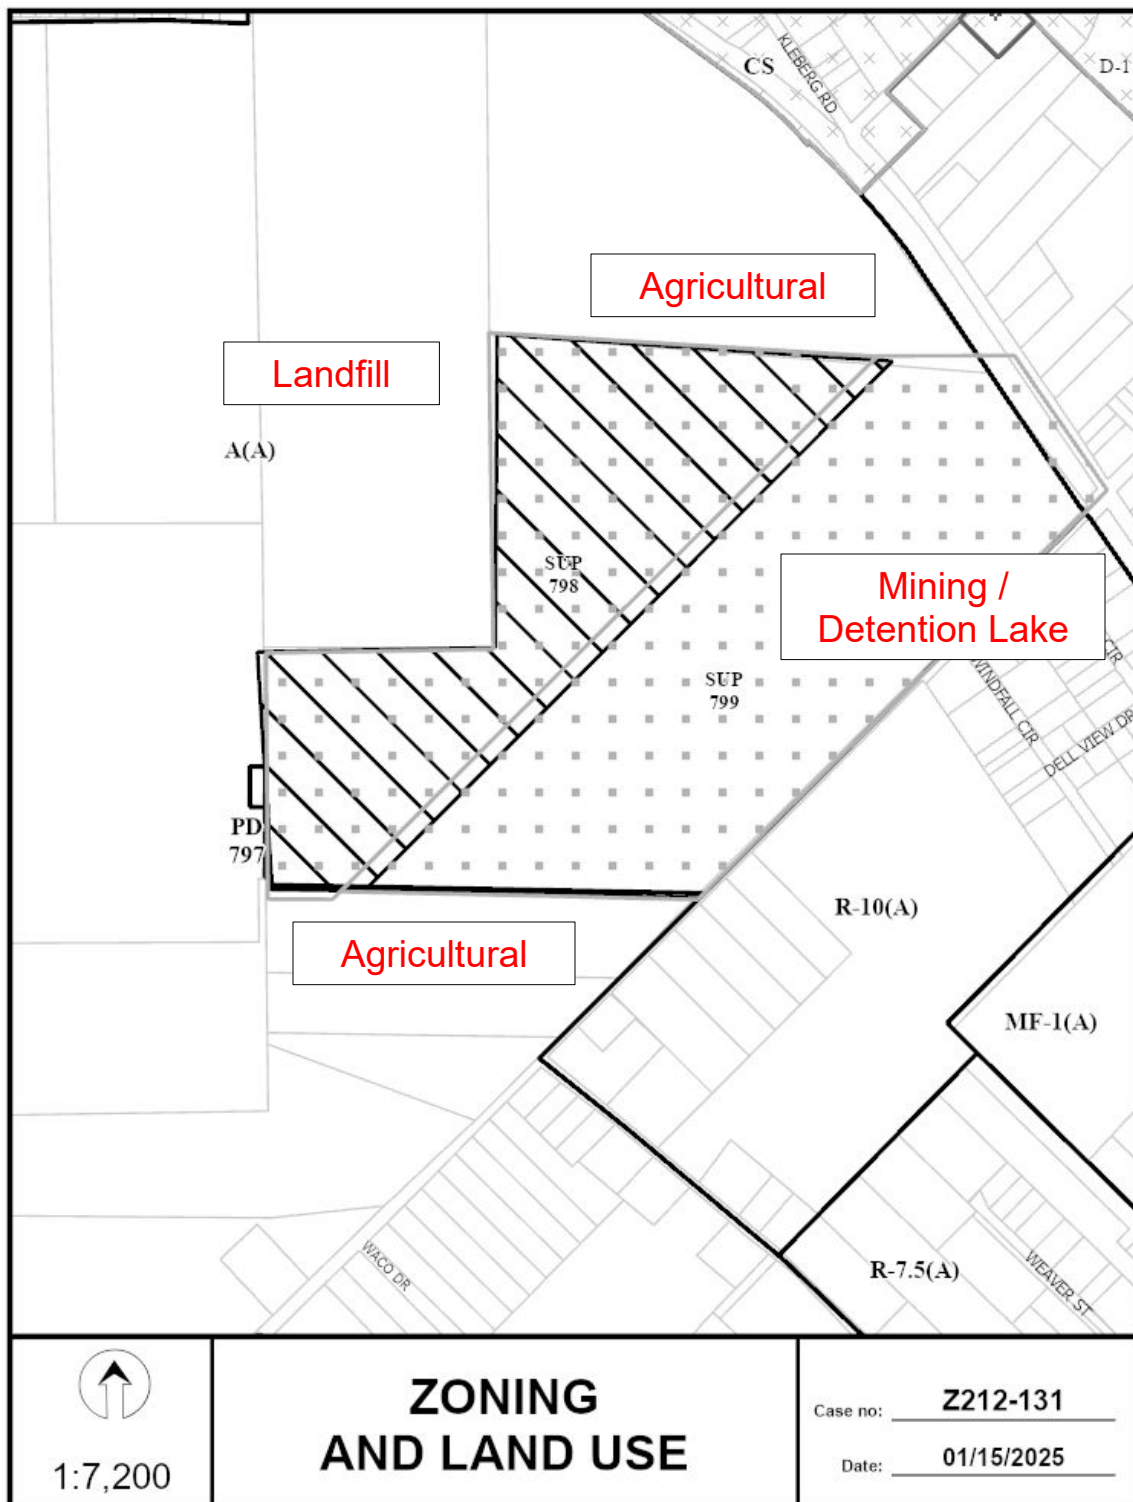 CS
KLEBERG RD
D-1
Agricultural
Landfill
A(A)
SUP
798
Mining /
Detention Lake
CIR
SUP
799
WINDFALL CIR
DELL VIEW DR
PD
797
R-10(A)
Agricultural
MF-1(A)
WACO DR
R-7.5(A)
WEAVER ST
1:7,200
ZONING
AND LAND USE
Case no: Z212-131
Date: 01/15/2025